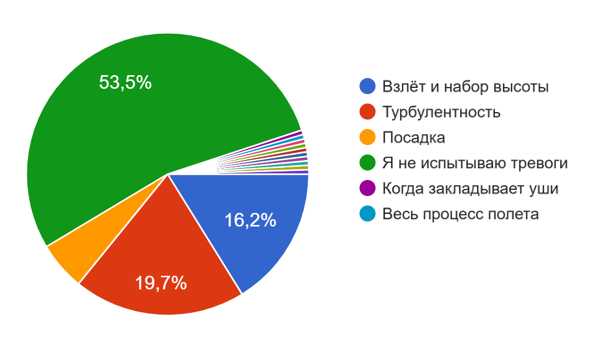 53,5%
16,2%
19,7%
Взлёт и набор высоты
Турбулентность
Посадка
Я не испытываю тревоги
Когда закладывает уши
Весь процесс полета